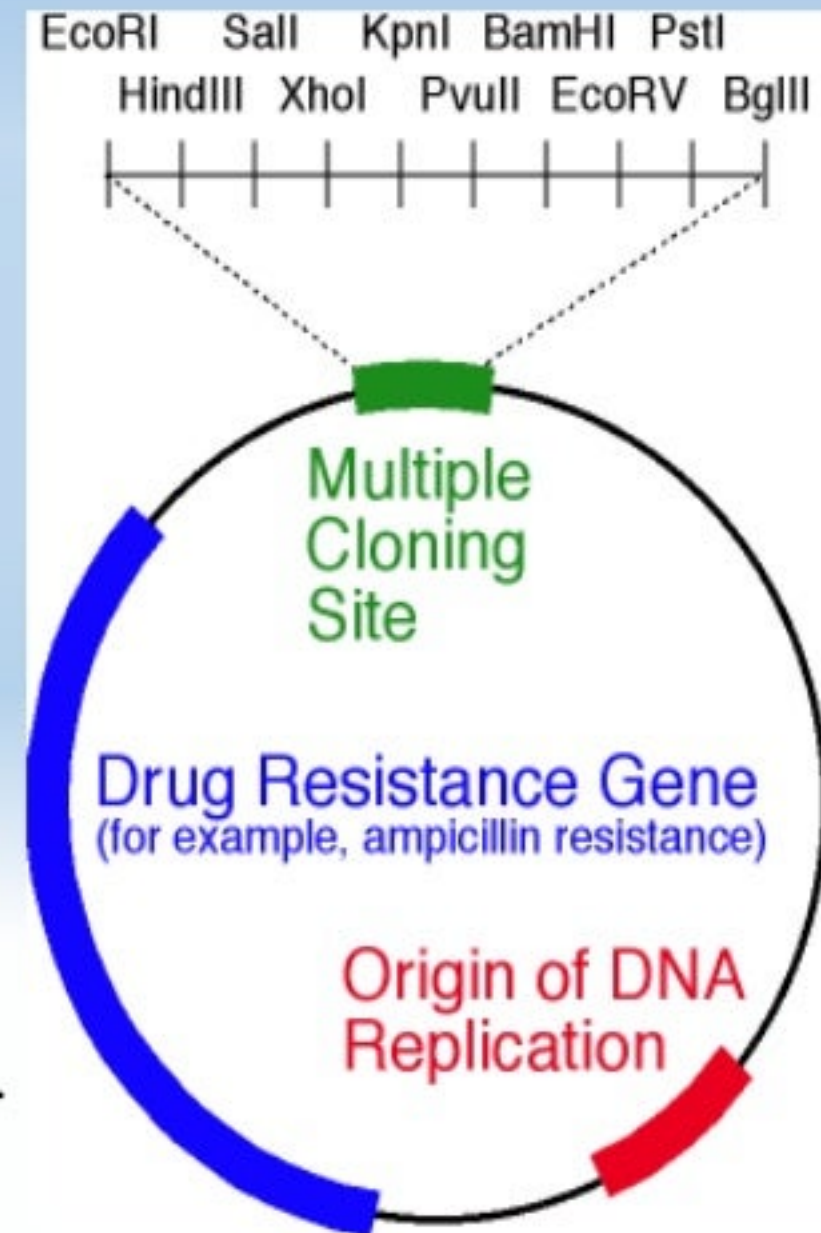 EcoRI SalI KpnI BamHI PstI
HindIII XhoI PvuII EcoRV BglII
Multiple
Cloning
Site
Drug Resistance Gene
(for example, ampicillin resistance)
Origin of DNA
Replication